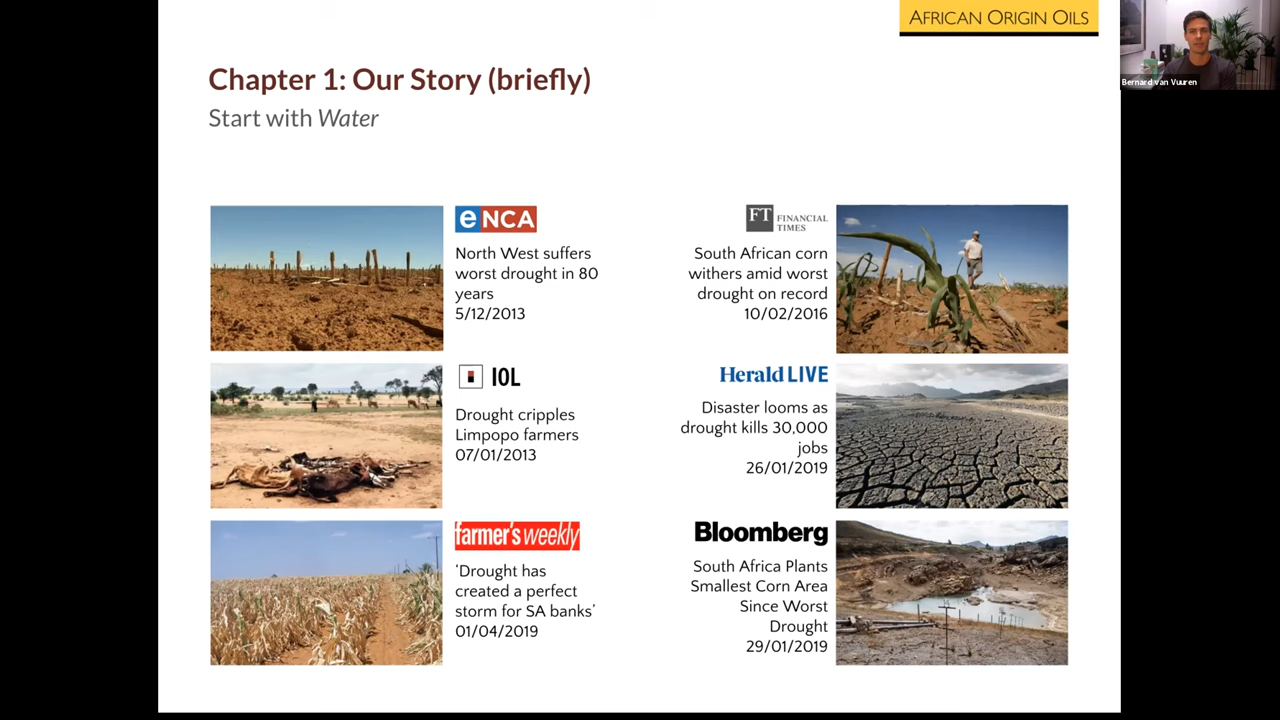 AFRICAN ORIGIN OILS
Bernard van Vuuren
Chapter 1: Our Story (briefly)
Start with Water
eNCA
North West suffers
worst drought in 80
years
5/12/2013
IOL
Drought cripples
Limpopo farmers
07/01/2013
farmer's weekly
‘Drought has
created a perfect
storm for SA banks’
01/04/2019
FT FINANCIAL
TIMES
South African corn
withers amid worst
drought on record
10/02/2016
Herald LIVE
Disaster looms as
drought kills 30,000
jobs
26/01/2019
Bloomberg
South Africa Plants
Smallest Corn Area
Since Worst
Drought
29/01/2019